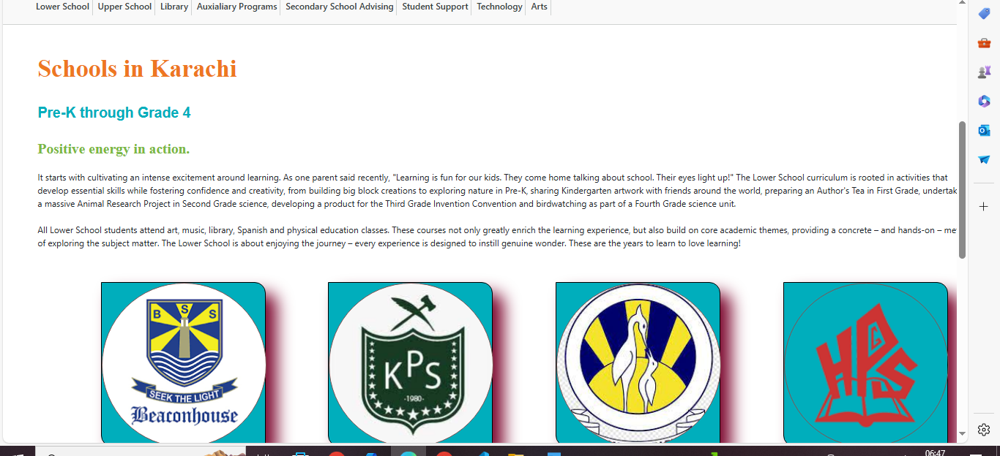 Lower School Upper School Library Auxialiary Programs Secondary School Advising Student Support Technology Arts
Schools in Karachi
Pre-K through Grade 4
Positive energy in action.
It starts with cultivating an intense excitement around learning. As one parent said recently, "Learning is fun for our kids. They come home talking about school. Their eyes light up!" The Lower School curriculum is rooted in activities that
develop essential skills while fostering confidence and creativity, from building big block creations to exploring nature in Pre-K, sharing Kindergarten artwork with friends around the world, preparing an Author's Tea in First Grade, undertak
a massive Animal Research Project in Second Grade science, developing a product for the Third Grade Invention Convention and birdwatching as part of a Fourth Grade science unit.
All Lower School students attend art, music, library, Spanish and physical education classes. These courses not only greatly enrich the learning experience, but also build on core academic themes, providing a concrete – and hands-on – me
of exploring the subject matter. The Lower School is about enjoying the journey – every experience is designed to instill genuine wonder. These are the years to learn to love learning!
B S S
SEEK THE LIGHT
Beaconhouse
KPS
-1980-
HPGS
06:47